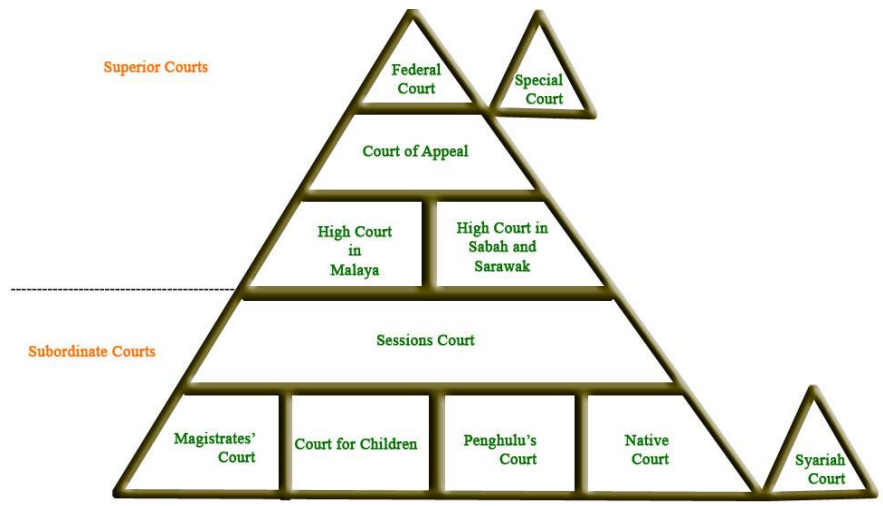 Superior Courts
Federal
Court
Special
Court
Court of Appeal
High Court
in
Malaya
High Court in
Sabah and
Sarawak
Subordinate Courts
Sessions Court
Magistrates’
Court
Court for Children
Penghulu’s
Court
Native
Court
Syariah
Court